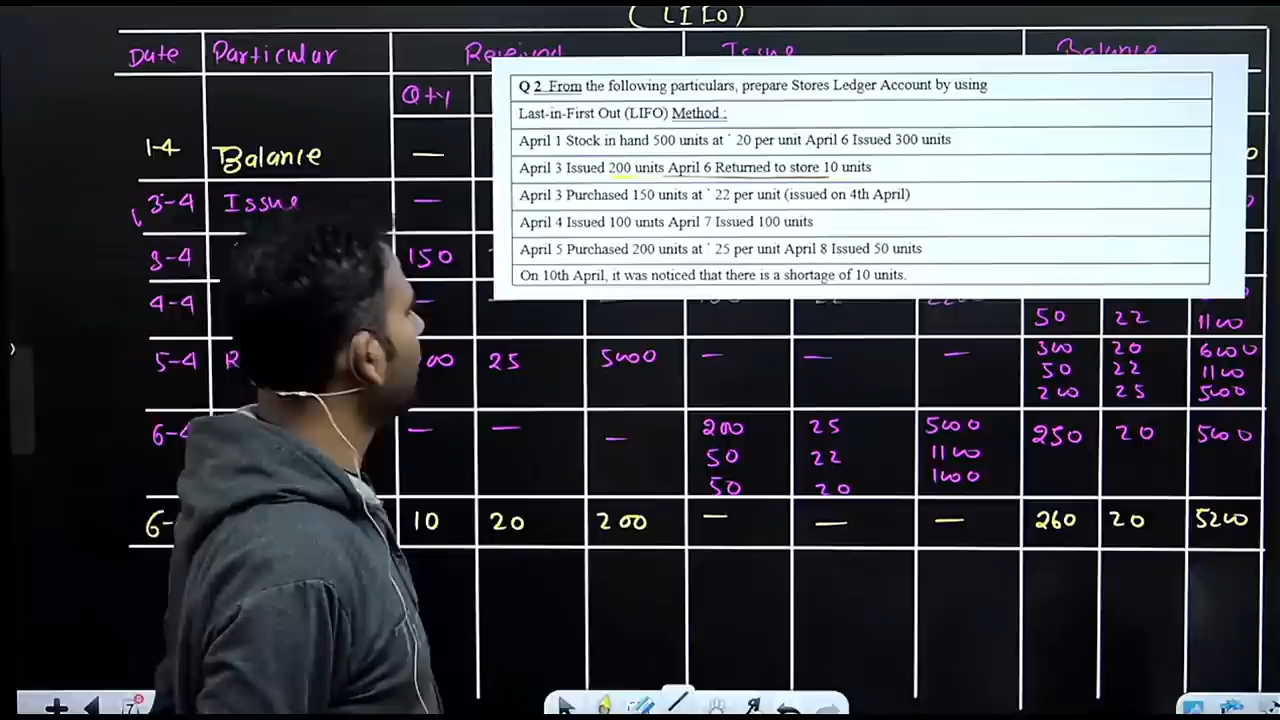 (LIFO)
Date Particular Received Issue Balance
Qty
Q 2 From the following particulars, prepare Stores Ledger Account by using
Last-in-First Out (LIFO) Method :
April 1 Stock in hand 500 units at ` 20 per unit April 6 Issued 300 units
April 3 Issued 200 units April 6 Returned to store 10 units
April 3 Purchased 150 units at ` 22 per unit (issued on 4th April)
April 4 Issued 100 units April 7 Issued 100 units
April 5 Purchased 200 units at ` 25 per unit April 8 Issued 50 units
On 10th April, it was noticed that there is a shortage of 10 units.
1-4 Balance —
3-4 Issue —
3-4 150
4-4 —
50 22 1100
5-4 R 00 25 5000 — — — 300 20 6000
50 22 1100
200 25 5000
6-4 — — — 200 25 5000 250 20 5000
50 22 1100
50 20 1000
6- 10 20 200 — — — 260 20 5200